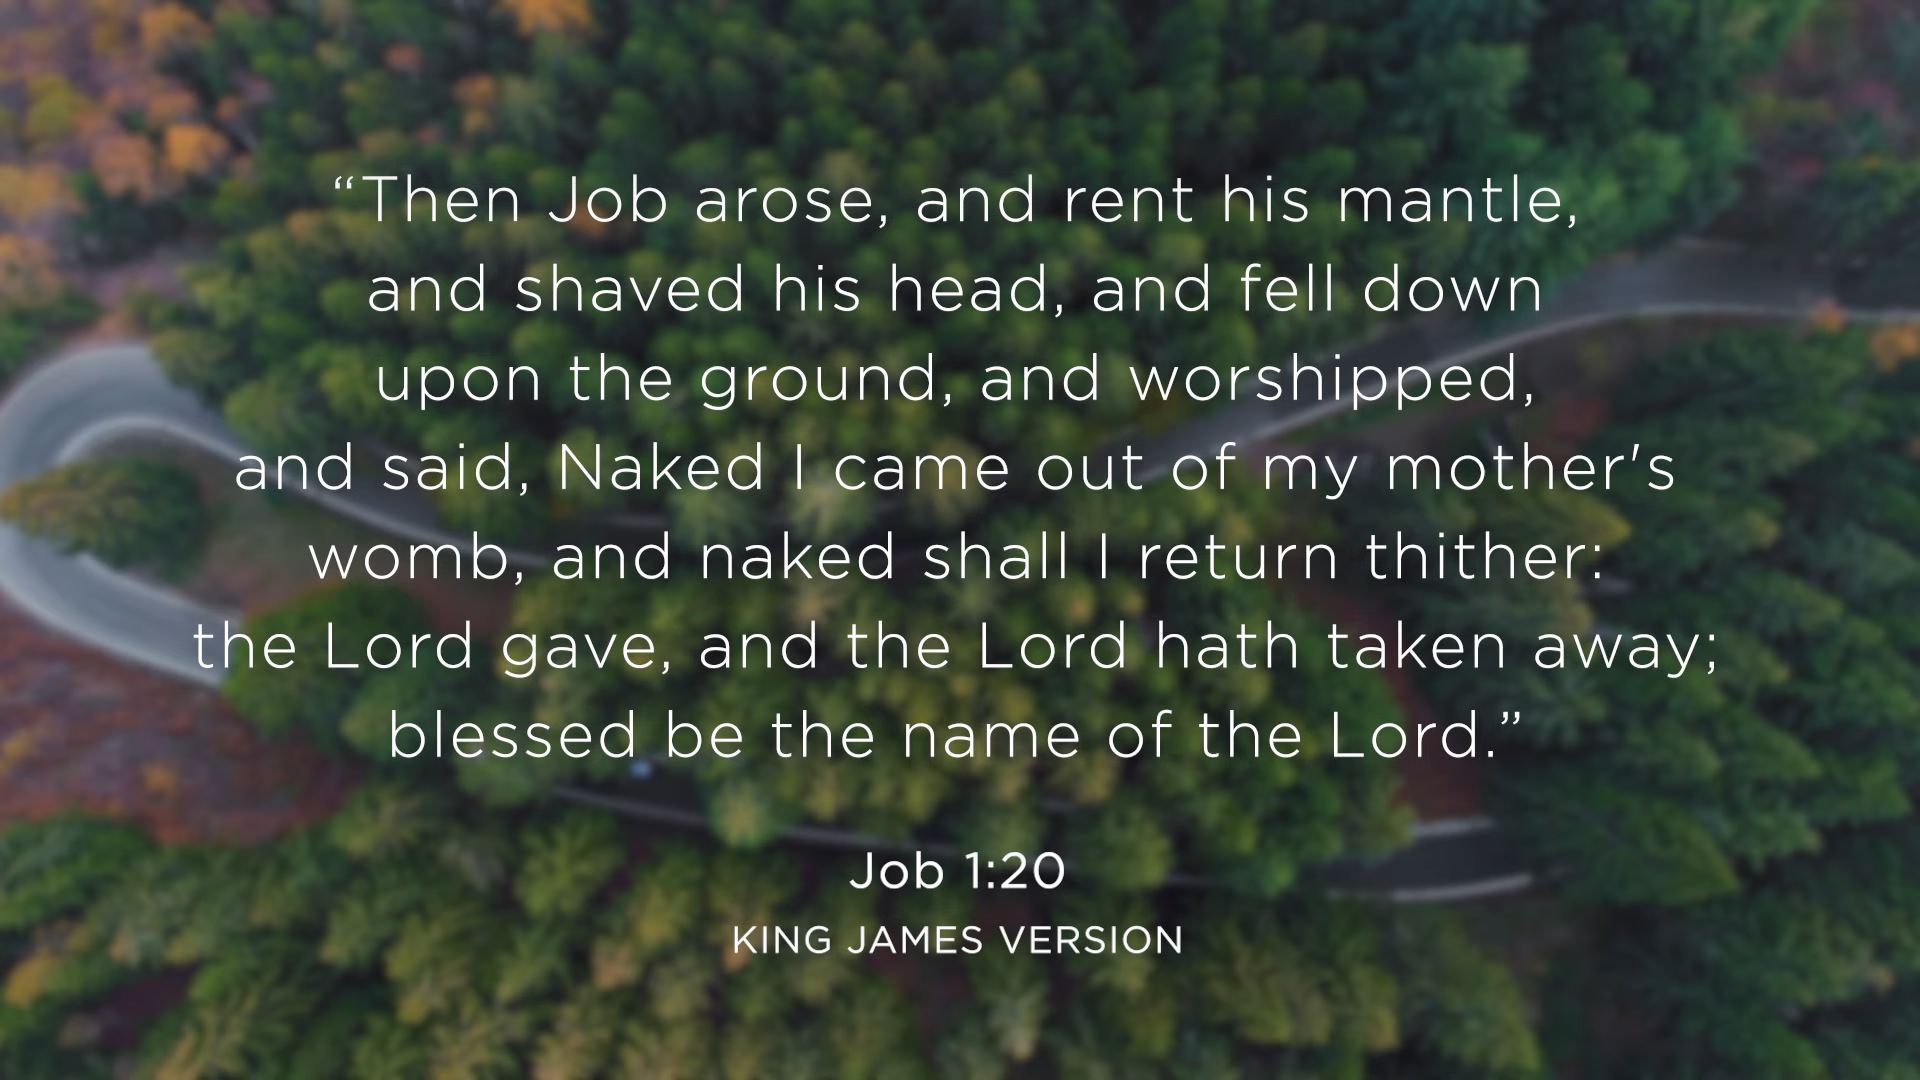 “Then Job arose, and rent his mantle,
and shaved his head, and fell down
upon the ground, and worshipped,
and said, Naked I came out of my mother's
womb, and naked shall I return thither:
the Lord gave, and the Lord hath taken away;
blessed be the name of the Lord.”
Job 1:20
KING JAMES VERSION